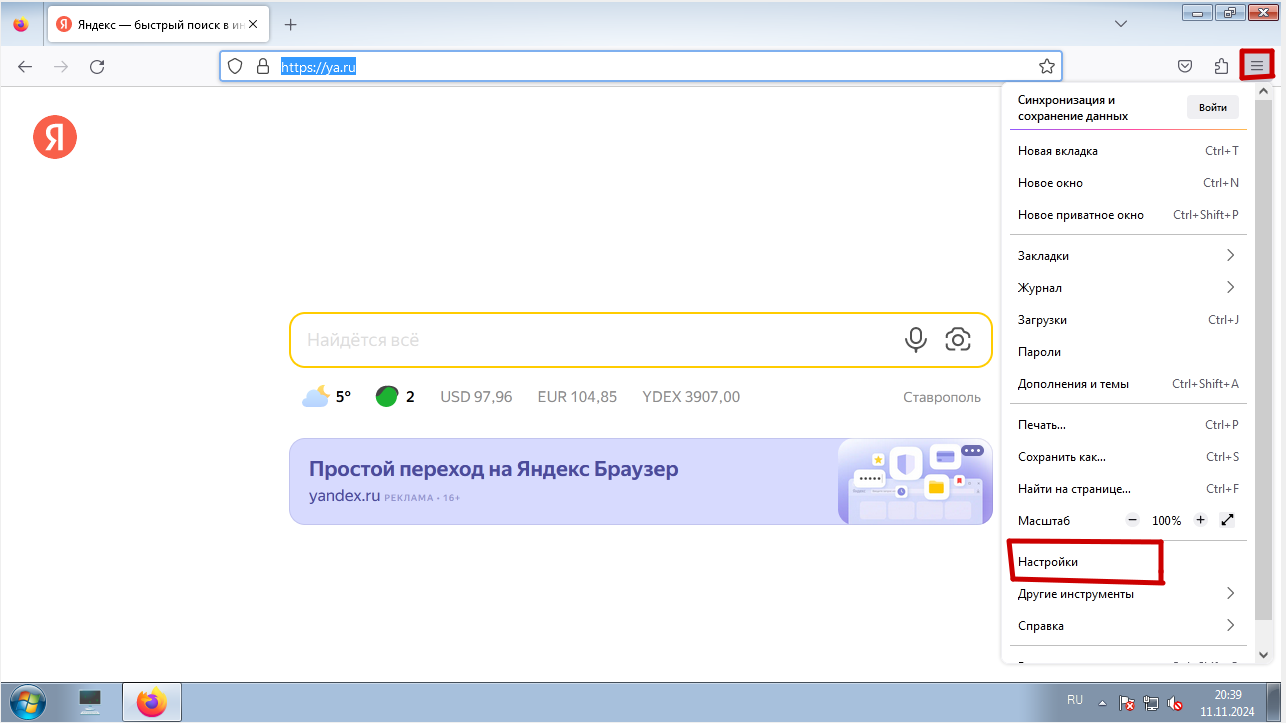 Яндекс — быстрый поиск в ин
https://ya.ru
Синхронизация и
сохранение данных
Войти
Новая вкладка Ctrl+T
Новое окно Ctrl+N
Новое приватное окно Ctrl+Shift+P
Закладки
Журнал
Загрузки Ctrl+J
Пароли
Дополнения и темы Ctrl+Shift+A
Печать... Ctrl+P
Сохранить как... Ctrl+S
Найти на странице... Ctrl+F
Масштаб − 100% +
Настройки
Другие инструменты
Справка
Я
Найдётся всё
5° 2 USD 97,96 EUR 104,85 YDEX 3907,00 Ставрополь
Простой переход на Яндекс Браузер
yandex.ru РЕКЛАМА • 16+
RU
20:39
11.11.2024